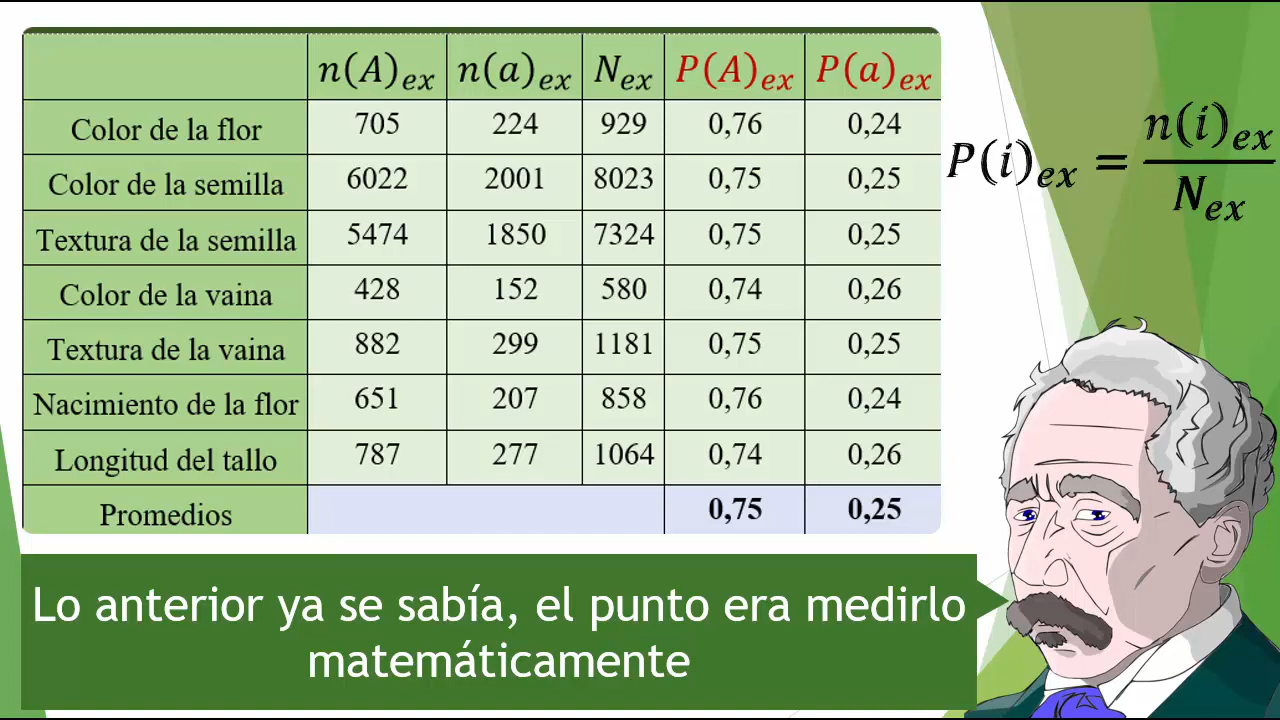 n(A)ex n(a)ex Nex P(A)ex P(a)ex
Color de la flor 705 224 929 0,76 0,24
Color de la semilla 6022 2001 8023 0,75 0,25
Textura de la semilla 5474 1850 7324 0,75 0,25
Color de la vaina 428 152 580 0,74 0,26
Textura de la vaina 882 299 1181 0,75 0,25
Nacimiento de la flor 651 207 858 0,76 0,24
Longitud del tallo 787 277 1064 0,74 0,26
Promedios 0,75 0,25
P(i)ex = n(i)ex / Nex
Lo anterior ya se sabía, el punto era medirlo
matemáticamente